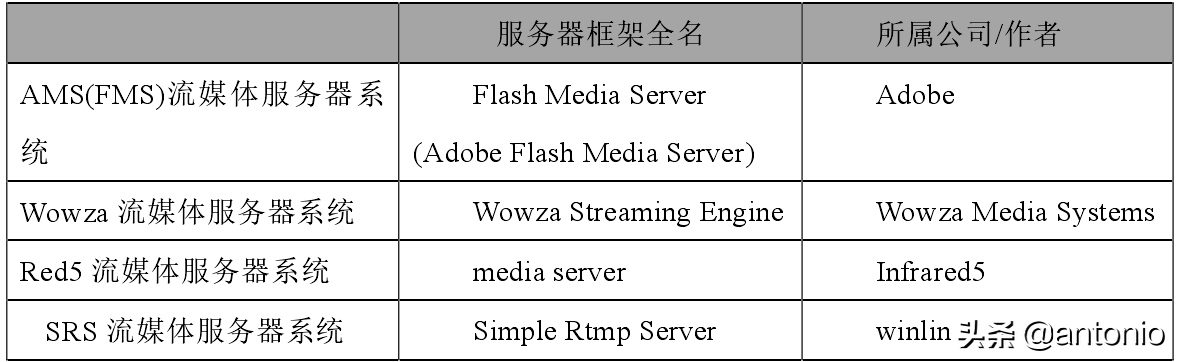 服务器框架全名 所属公司/作者
AMS(FMS)流媒体服务器系 Flash Media Server Adobe
统 (Adobe Flash Media Server)
Wowza 流媒体服务器系统 Wowza Streaming Engine Wowza Media Systems
Red5 流媒体服务器系统 media server Infrared5
SRS 流媒体服务器系统 Simple Rtmp Server winlin
头条 @antonio